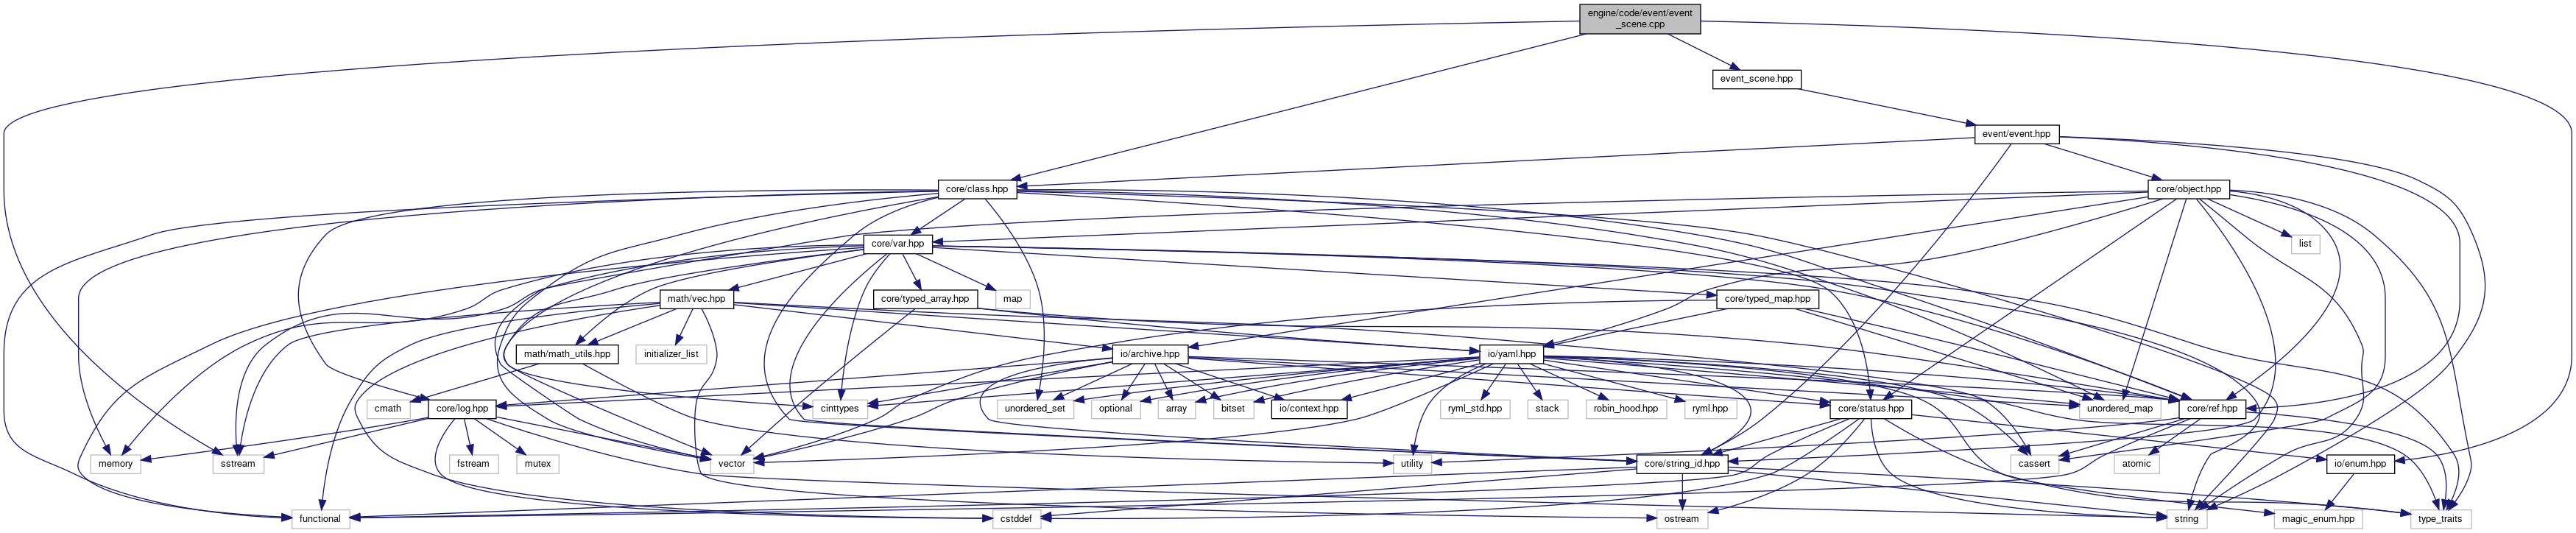 engine/code/event/event
_scene.cpp
event_scene.hpp
event/event.hpp
core/class.hpp
core/object.hpp
core/var.hpp
list
math/vec.hpp
core/typed_array.hpp
map
core/typed_map.hpp
math/math_utils.hpp
initializer_list
io/archive.hpp
io/yaml.hpp
cmath
core/log.hpp
cinttypes
unordered_set
optional
array
bitset
io/context.hpp
ryml_std.hpp
stack
robin_hood.hpp
ryml.hpp
core/status.hpp
unordered_map
core/ref.hpp
memory
sstream
fstream
mutex
vector
utility
core/string_id.hpp
cassert
atomic
io/enum.hpp
functional
cstddef
ostream
string
magic_enum.hpp
type_traits